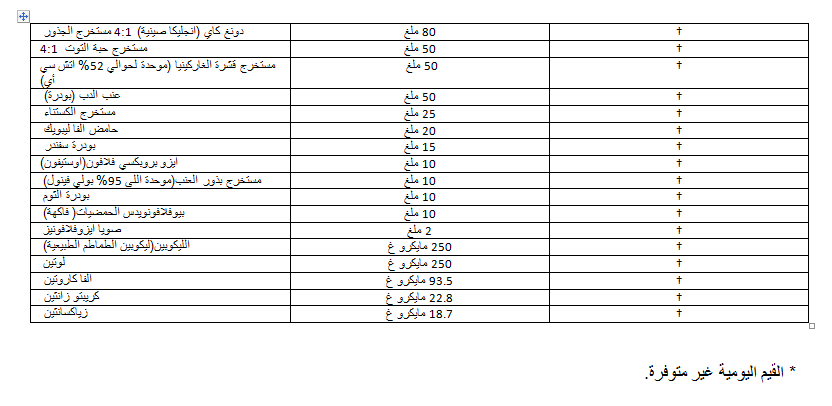 دونغ كاي (انجليكا صينية) 4:1 مستخرج الجذور 80 ملغ †
مستخرج حبة التوت 4:1 50 ملغ †
مستخرج قشرة الغاركينيا (موحدة لحوالي 52% اتش سي 50 ملغ †
أي)
عنب الدب (بودرة) 50 ملغ †
مستخرج الكستناء 25 ملغ †
حامض الفا ليبويك 20 ملغ †
بودرة سفندر 15 ملغ †
ايزو بروبكسي فلافون(اوستيفون) 10 ملغ †
مستخرج بذور العنب(موحدة اللى 95% بولي فينول) 10 ملغ †
بودرة الثوم 10 ملغ †
بيوفلافونويدس الحمضيات( فاكهة) 10 ملغ †
صويا ايزوفلافونيز 2 ملغ †
الليكوبين(ليكوبين الطماطم الطبيعية) 250 مايكرو غ †
لوتين 250 مايكرو غ †
الفا كاروتين 93.5 مايكرو غ †
كريبتو زانثين 22.8 مايكرو غ †
زياكسانثين 18.7 مايكرو غ †
* القيم اليومية غير متوفرة.